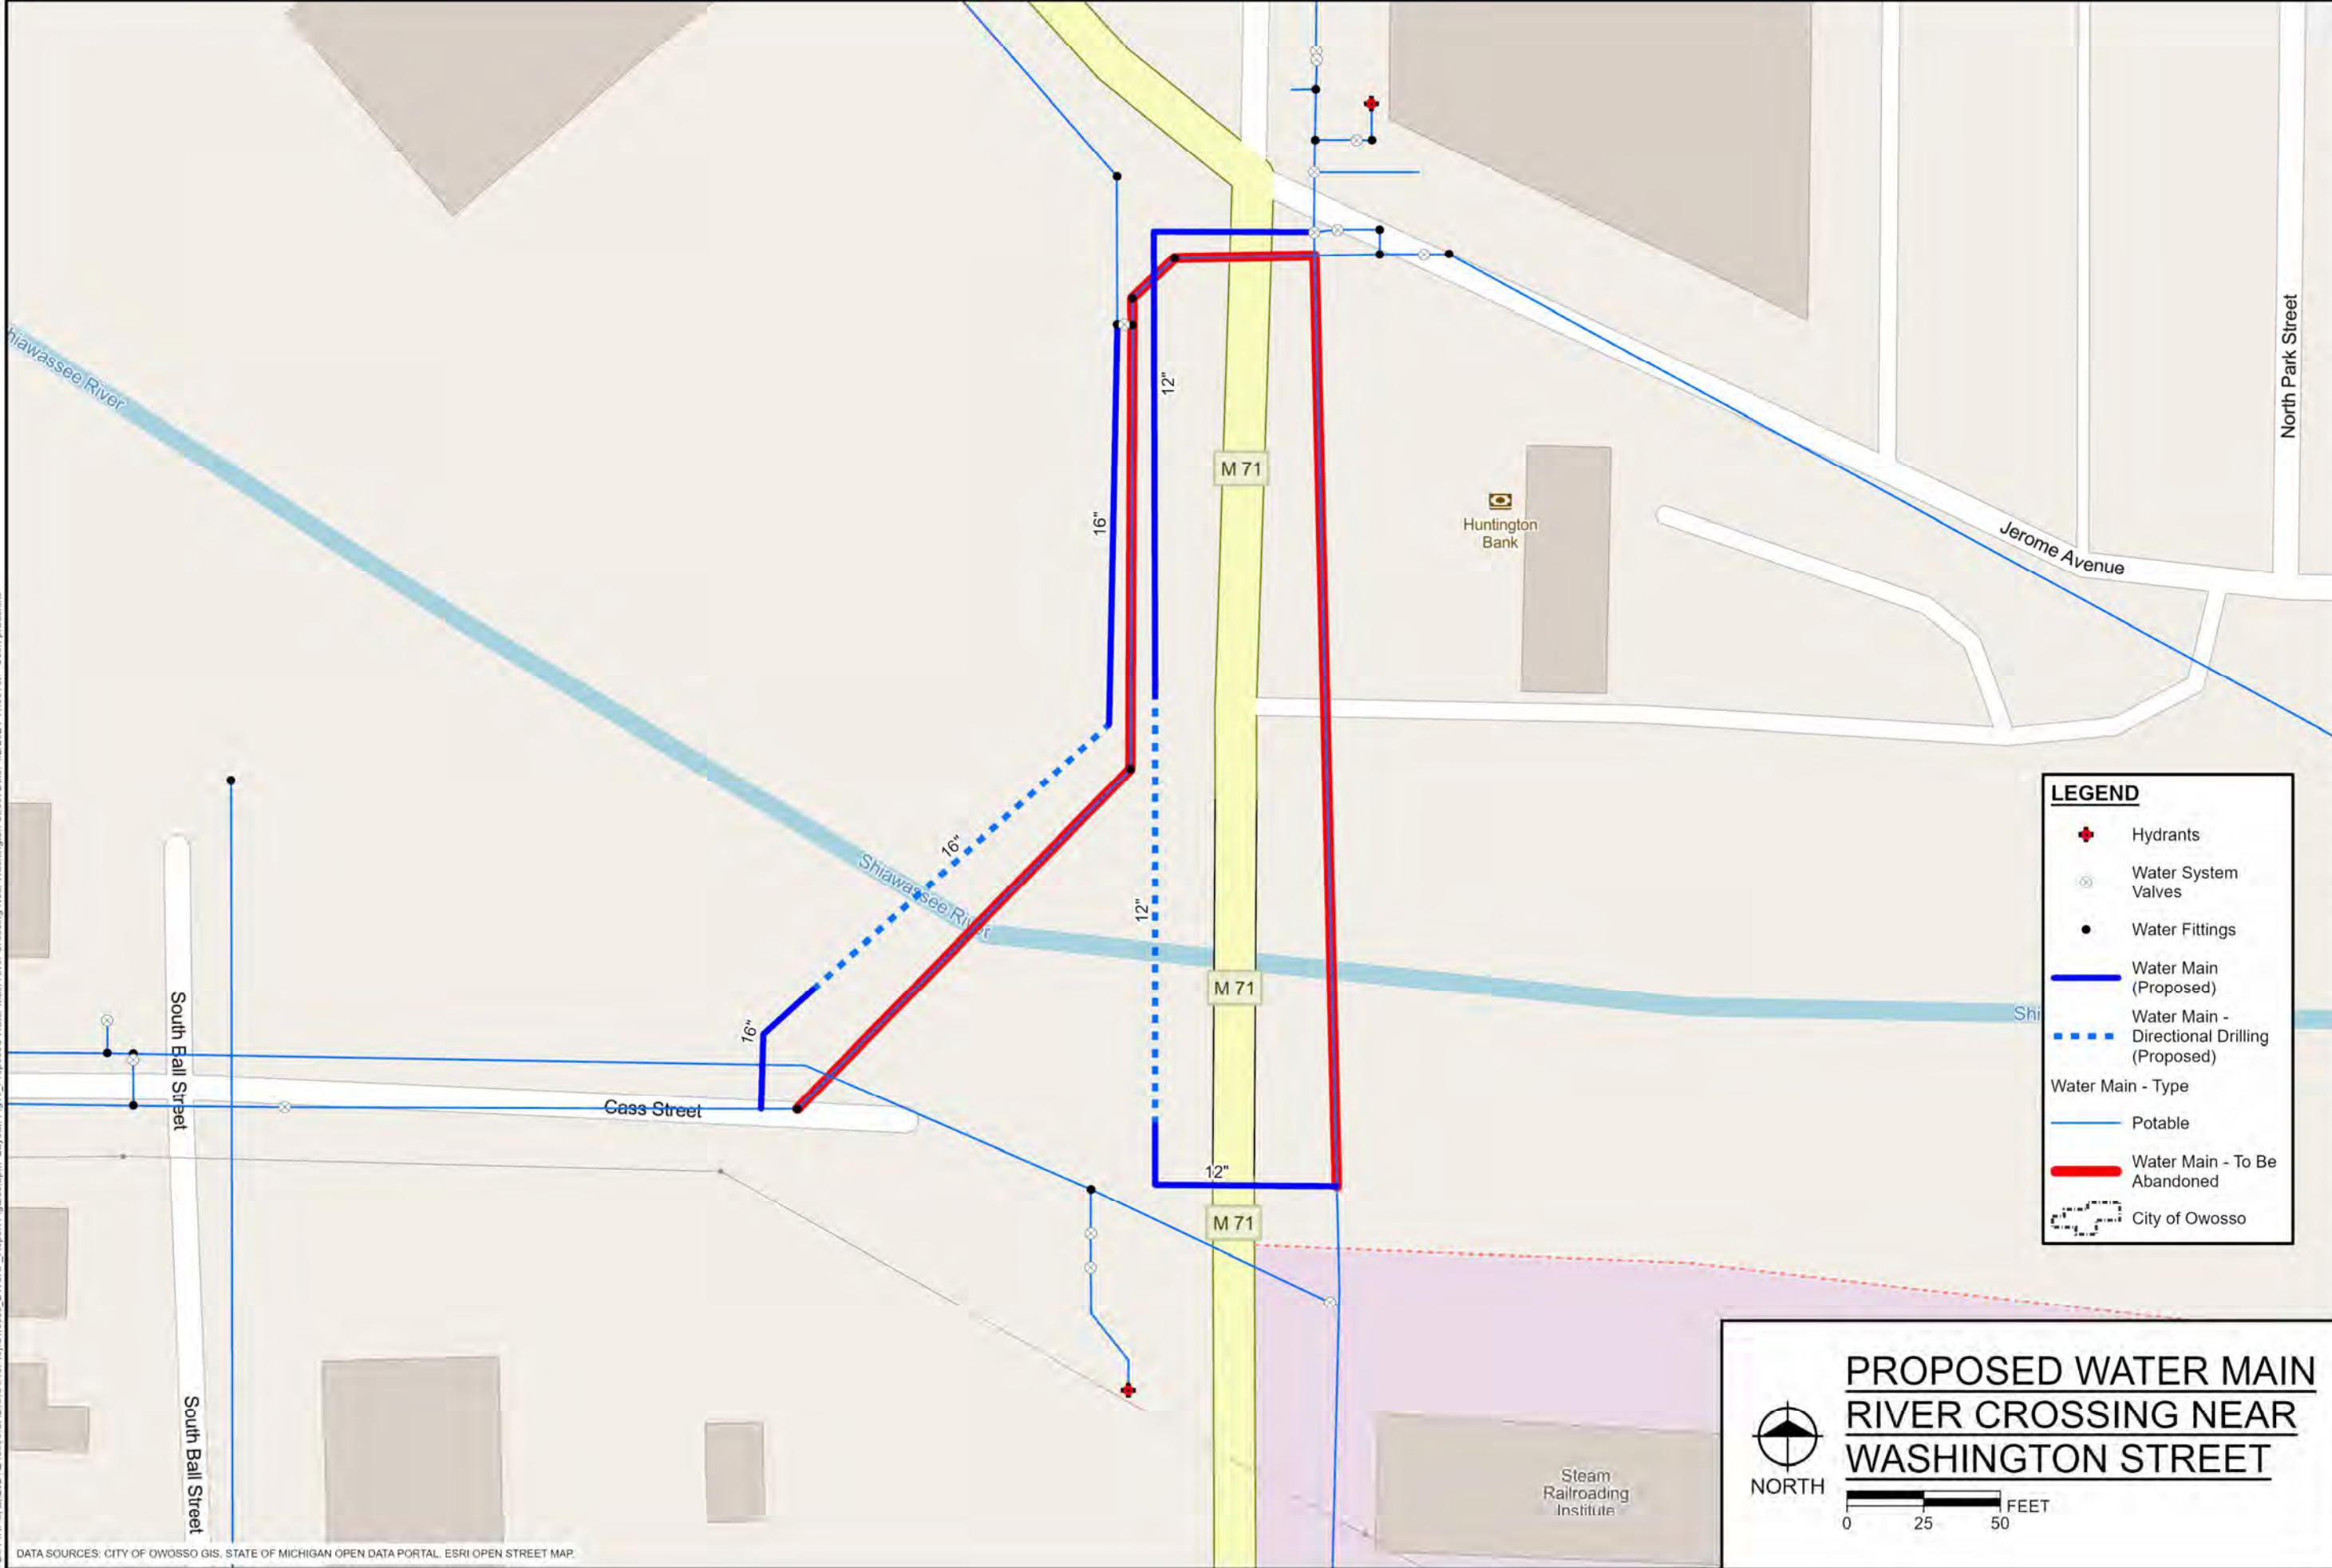 Shiawassee River
North Park Street
12"
M 71
16"
Huntington
Bank
Jerome Avenue
16"
Shiawassee River
12"
M 71
16"
South Ball Street
Cass Street
12"
M 71
South Ball Street
Steam
Railroading
Institute
Shi
LEGEND
Hydrants
Water System
Valves
Water Fittings
Water Main
(Proposed)
Water Main -
Directional Drilling
(Proposed)
Water Main - Type
Potable
Water Main - To Be
Abandoned
City of Owosso
NORTH
PROPOSED WATER MAIN
RIVER CROSSING NEAR
WASHINGTON STREET
FEET
0 25 50
DATA SOURCES: CITY OF OWOSSO GIS, STATE OF MICHIGAN OPEN DATA PORTAL. ESRI OPEN STREET MAP.